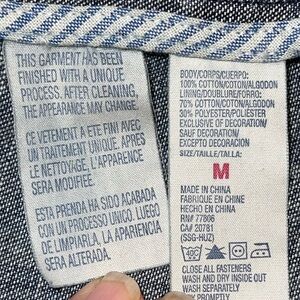 THIS GARMENT HAS BEEN
FINISHED WITH A UNIQUE
PROCESS. AFTER CLEANING,
THE APPEARANCE MAY CHANGE.
CE VETEMENT A ETE FINI AVEC
UN TRAITEMENT UNIQUE. APRES
LE NETTOYAGE, L'APPARENCE
SERA MODIFIEE.
ESTA PRENDA HA SIDO ACABADA
CON UN PROCESO UNICO. LUEGO
DE LIMPIARLA, LA APARIENCIA
SERA ALTERADA.
BODY/CORPS/CUERPO:
100% COTTON/COTON/ALGODON
LINING/DOUBLURE/FORRO:
70% COTTON/COTON/ALGODON
30% POLYESTER/POLIÉSTER
EXCLUSIVE OF DECORATION/
SAUF DECORATION/
EXCEPTO DECORACION
SIZE/TAILLE/TALLA:
M
MADE IN CHINA
FABRIQUE EN CHINE
HECHO EN CHINA
RN# 77806
CA# 20781
(SSG-HUZ)
CLOSE ALL FASTENERS
WASH AND DRY INSIDE OUT
WASH SEPARATELY